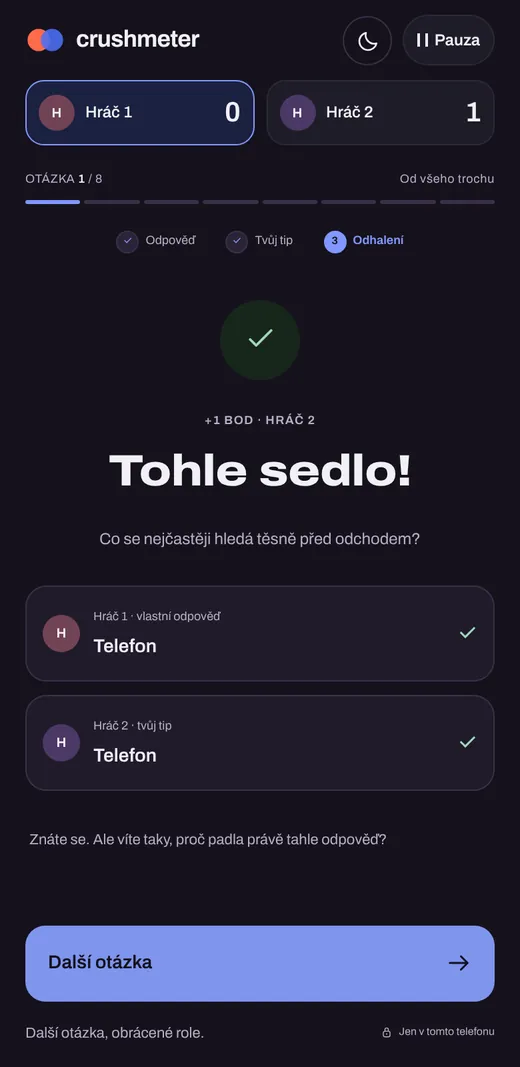 crushmeter
Pauza
H Hráč 1 0
H Hráč 2 1
OTÁZKA 1 / 8
Od všeho trochu
Odpověď
Tvůj tip
3 Odhalení
+1 BOD · HRÁČ 2
Tohle sedlo!
Co se nejčastěji hledá těsně před odchodem?
Hráč 1 · vlastní odpověď
H
Telefon
Hráč 2 · tvůj tip
H
Telefon
Znáte se. Ale víte taky, proč padla právě tahle odpověď?
Další otázka
Další otázka, obrácené role.
Jen v tomto telefonu